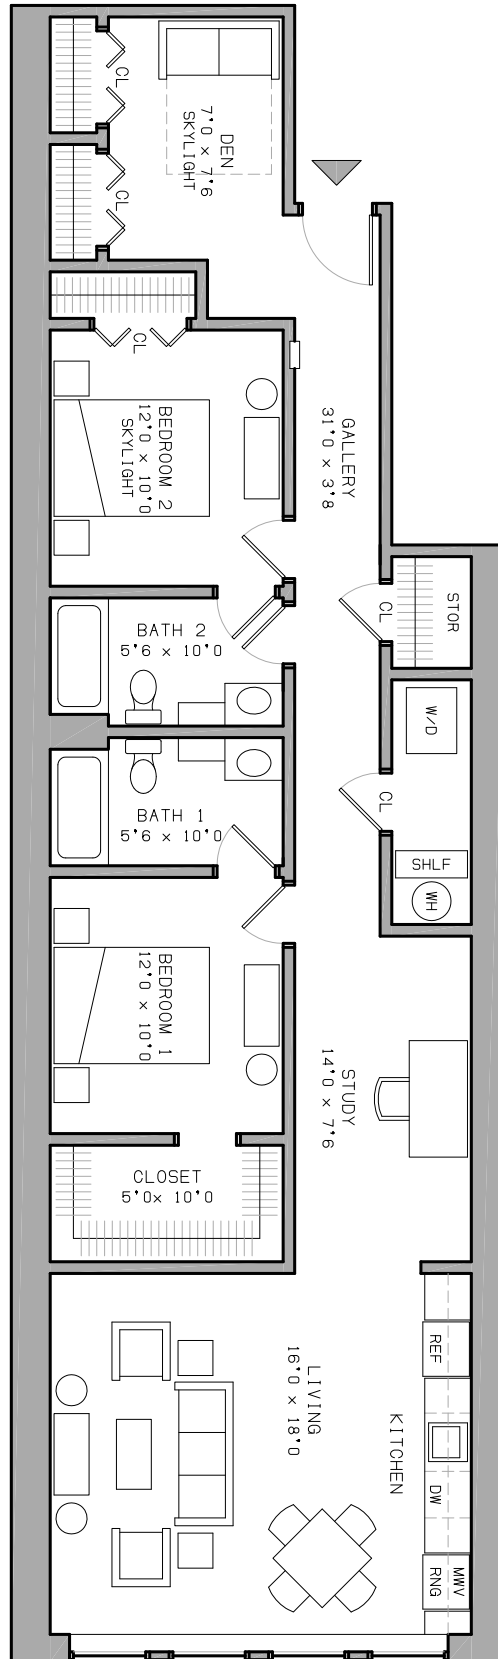 CL
DEN
7'0 x 7'6
SKYLIGHT
CL
CL
BEDROOM 2
12'0 x 10'0
SKYLIGHT
GALLERY
31'0 x 3'8
CL
STOR
BATH 2
5'6 x 10'0
W/D
CL
BATH 1
5'6 x 10'0
SHLF
WH
BEDROOM 1
12'0 x 10'0
STUDY
14'0 x 7'6
CLOSET
5'0x 10'0
REF
LIVING
16'0 x 18'0
KITCHEN
DW
MWV
RNG